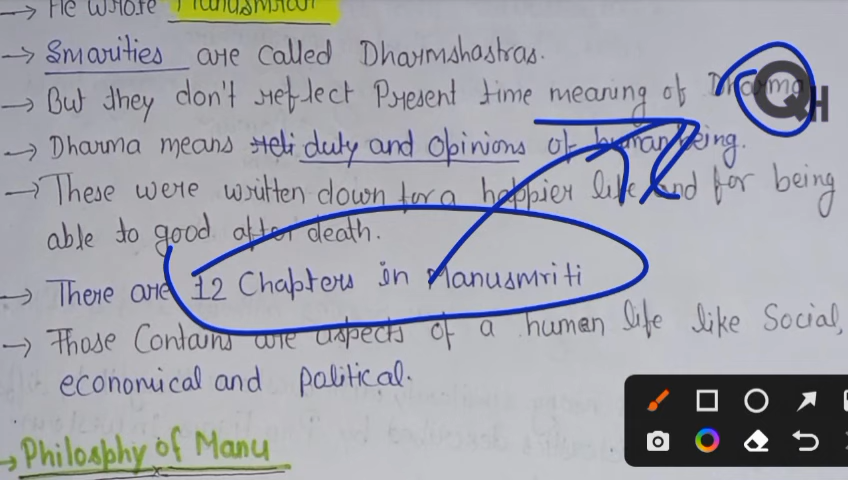 → He wrote Manusmriti
→ Smarities are called Dharmshastras.
→ But they don't reflect Present time meaning of Dharma
QH
→ Dharma means duty and opinions of human being.
→ These were written down for a happier life and for being
able to good after death.
→ There are 12 Chapters in Manusmriti
→ Those Contains are aspects of a human life like Social,
economical and political.
→ Philosphy of Manu